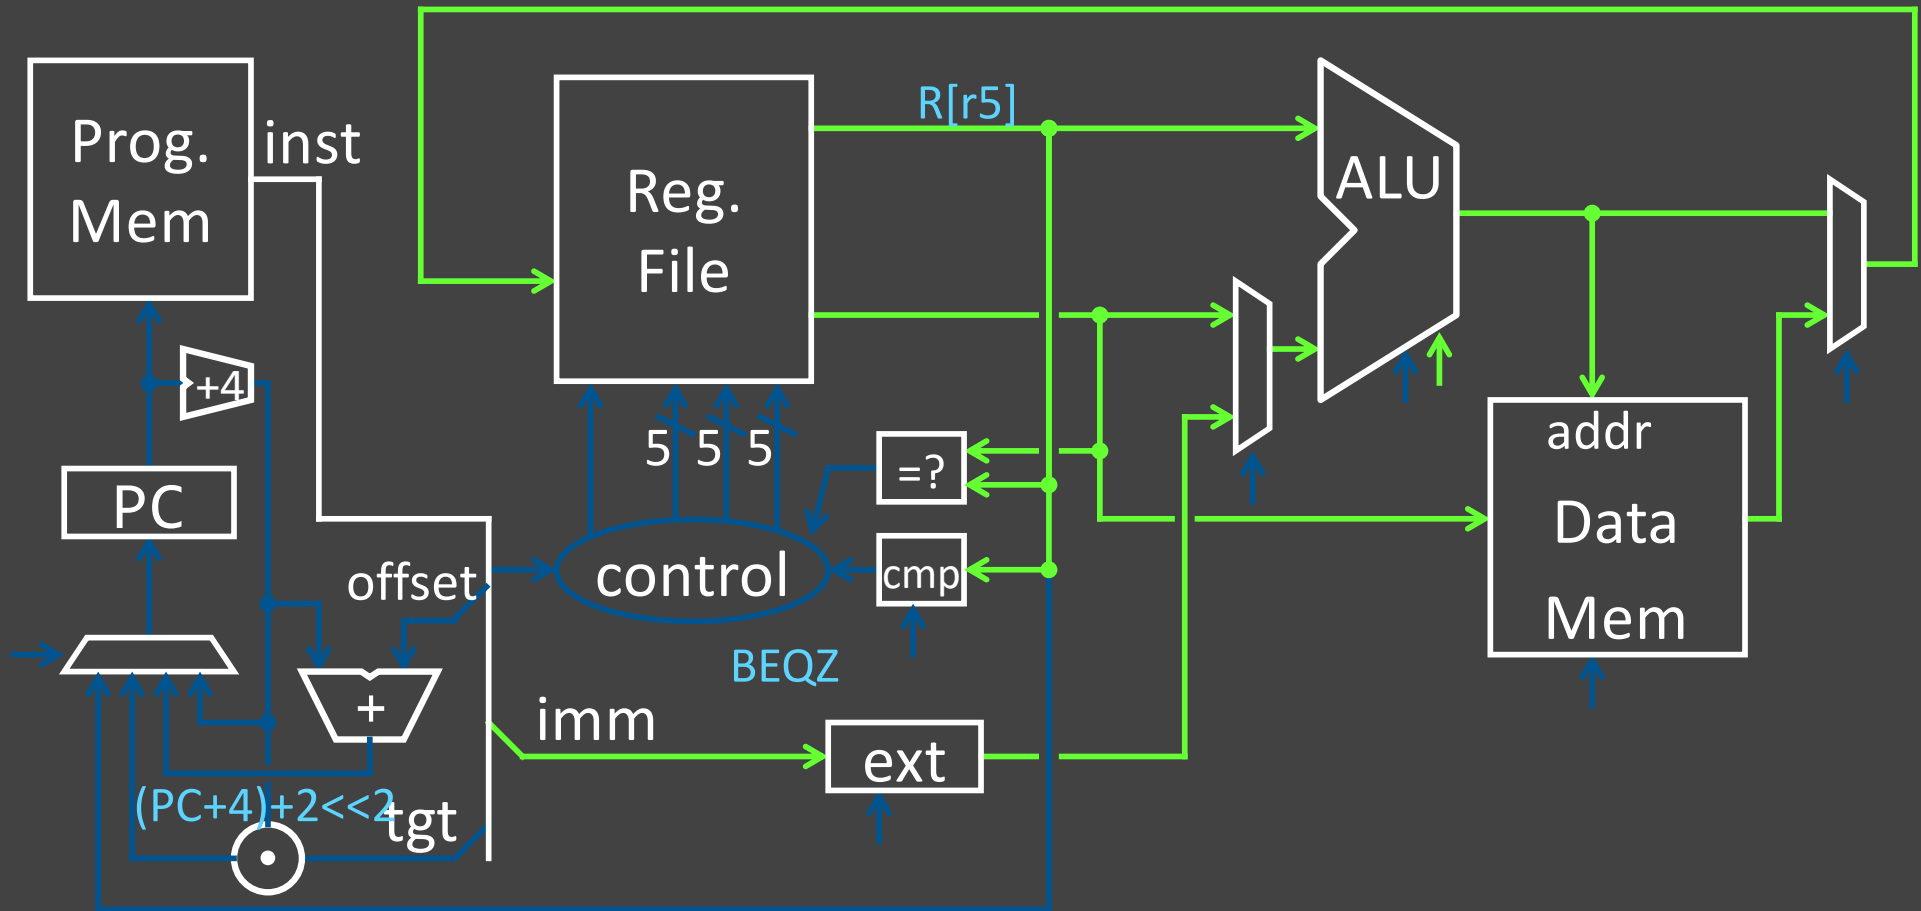 Prog.
Mem
inst
Reg.
File
R[r5]
ALU
+4
PC
5 5 5
=?
cmp
control
offset
BEQZ
addr
Data
Mem
+
imm
ext
(PC+4)+2<<2
tgt